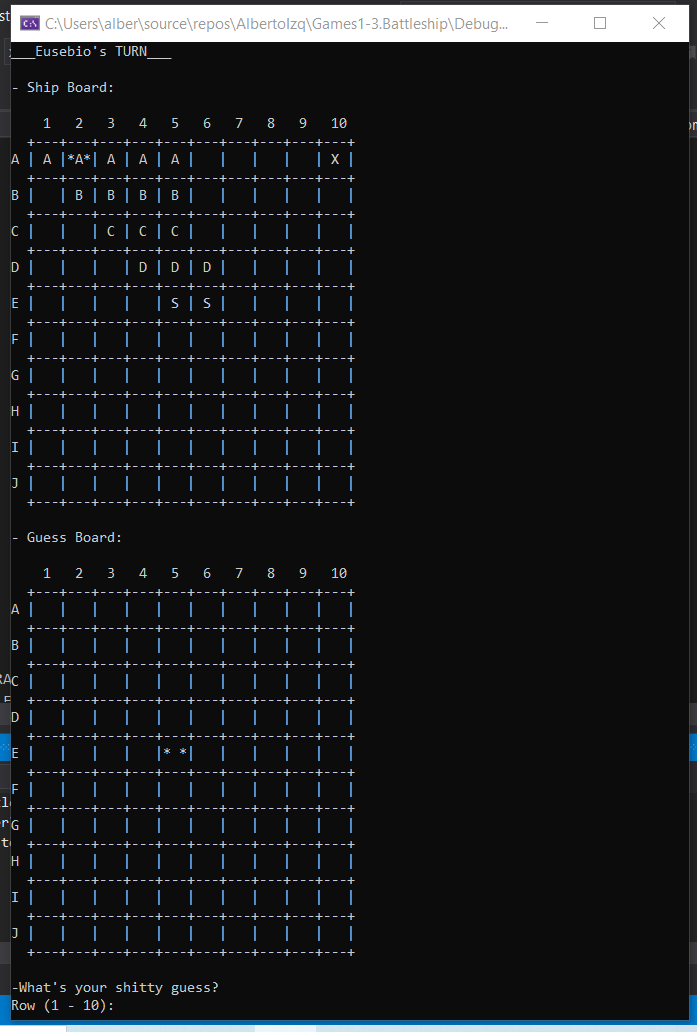 C:\Users\alber\source\repos\AlbertoIzq\Games1-3.Battleship\Debug...
___Eusebio's TURN___
- Ship Board:
    1   2   3   4   5   6   7   8   9   10
  +---+---+---+---+---+---+---+---+---+---+
A | A |*A*| A | A | A |   |   |   |   | X |
  +---+---+---+---+---+---+---+---+---+---+
B |   | B | B | B | B |   |   |   |   |   |
  +---+---+---+---+---+---+---+---+---+---+
C |   |   | C | C | C |   |   |   |   |   |
  +---+---+---+---+---+---+---+---+---+---+
D |   |   |   | D | D | D |   |   |   |   |
  +---+---+---+---+---+---+---+---+---+---+
E |   |   |   |   | S | S |   |   |   |   |
  +---+---+---+---+---+---+---+---+---+---+
F |   |   |   |   |   |   |   |   |   |   |
  +---+---+---+---+---+---+---+---+---+---+
G |   |   |   |   |   |   |   |   |   |   |
  +---+---+---+---+---+---+---+---+---+---+
H |   |   |   |   |   |   |   |   |   |   |
  +---+---+---+---+---+---+---+---+---+---+
I |   |   |   |   |   |   |   |   |   |   |
  +---+---+---+---+---+---+---+---+---+---+
J |   |   |   |   |   |   |   |   |   |   |
  +---+---+---+---+---+---+---+---+---+---+
- Guess Board:
    1   2   3   4   5   6   7   8   9   10
  +---+---+---+---+---+---+---+---+---+---+
A |   |   |   |   |   |   |   |   |   |   |
  +---+---+---+---+---+---+---+---+---+---+
B |   |   |   |   |   |   |   |   |   |   |
  +---+---+---+---+---+---+---+---+---+---+
C |   |   |   |   |   |   |   |   |   |   |
  +---+---+---+---+---+---+---+---+---+---+
D |   |   |   |   |   |   |   |   |   |   |
  +---+---+---+---+---+---+---+---+---+---+
E |   |   |   |   |* *|   |   |   |   |   |
  +---+---+---+---+---+---+---+---+---+---+
F |   |   |   |   |   |   |   |   |   |   |
  +---+---+---+---+---+---+---+---+---+---+
G |   |   |   |   |   |   |   |   |   |   |
  +---+---+---+---+---+---+---+---+---+---+
H |   |   |   |   |   |   |   |   |   |   |
  +---+---+---+---+---+---+---+---+---+---+
I |   |   |   |   |   |   |   |   |   |   |
  +---+---+---+---+---+---+---+---+---+---+
J |   |   |   |   |   |   |   |   |   |   |
  +---+---+---+---+---+---+---+---+---+---+
-What's your shitty guess?
Row (1 - 10):